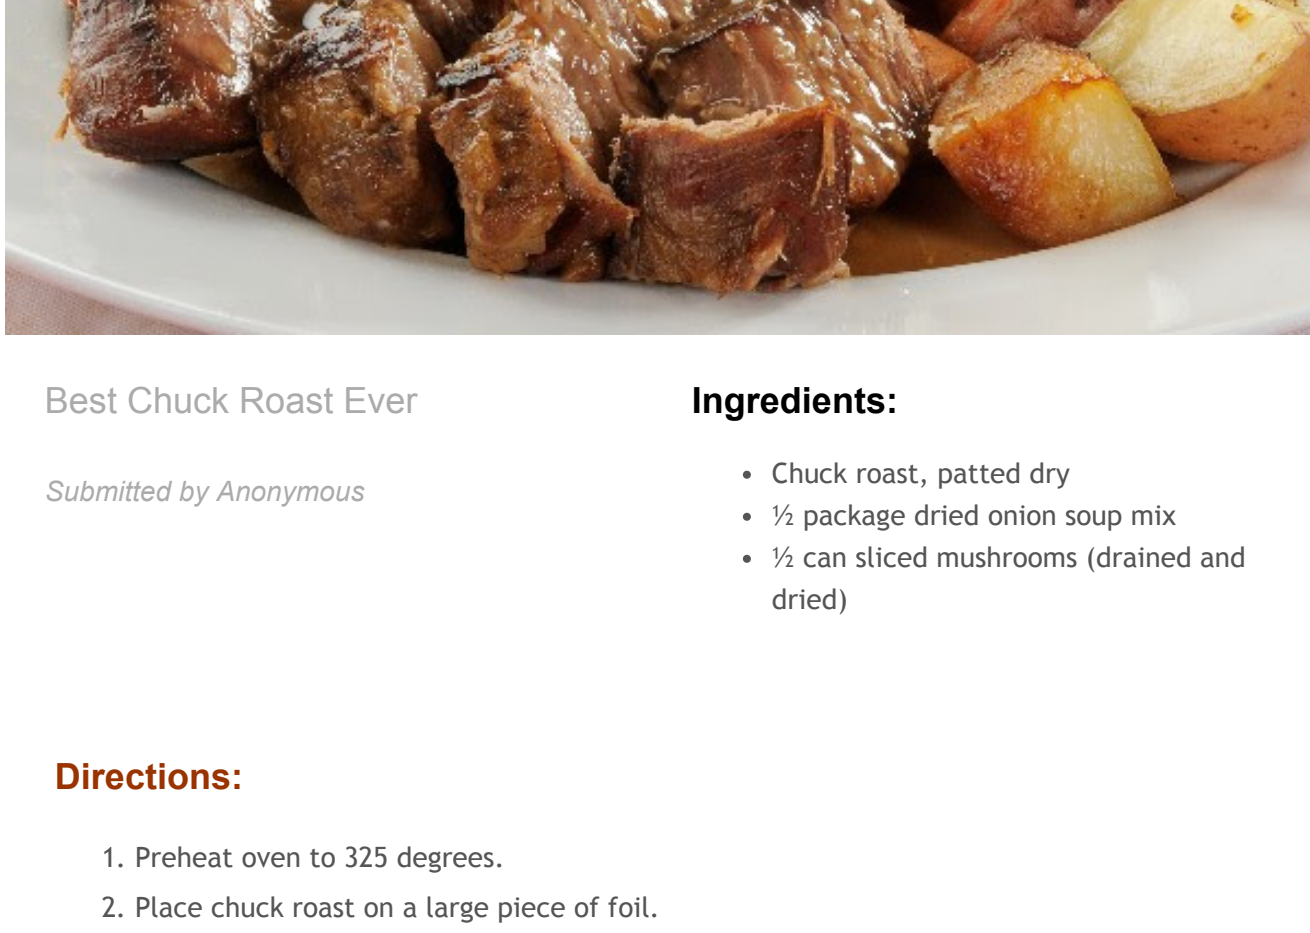 Best Chuck Roast Ever
Submitted by Anonymous
Ingredients:
• Chuck roast, patted dry
• ½ package dried onion soup mix
• ½ can sliced mushrooms (drained and
dried)
Directions:
1. Preheat oven to 325 degrees.
2. Place chuck roast on a large piece of foil.